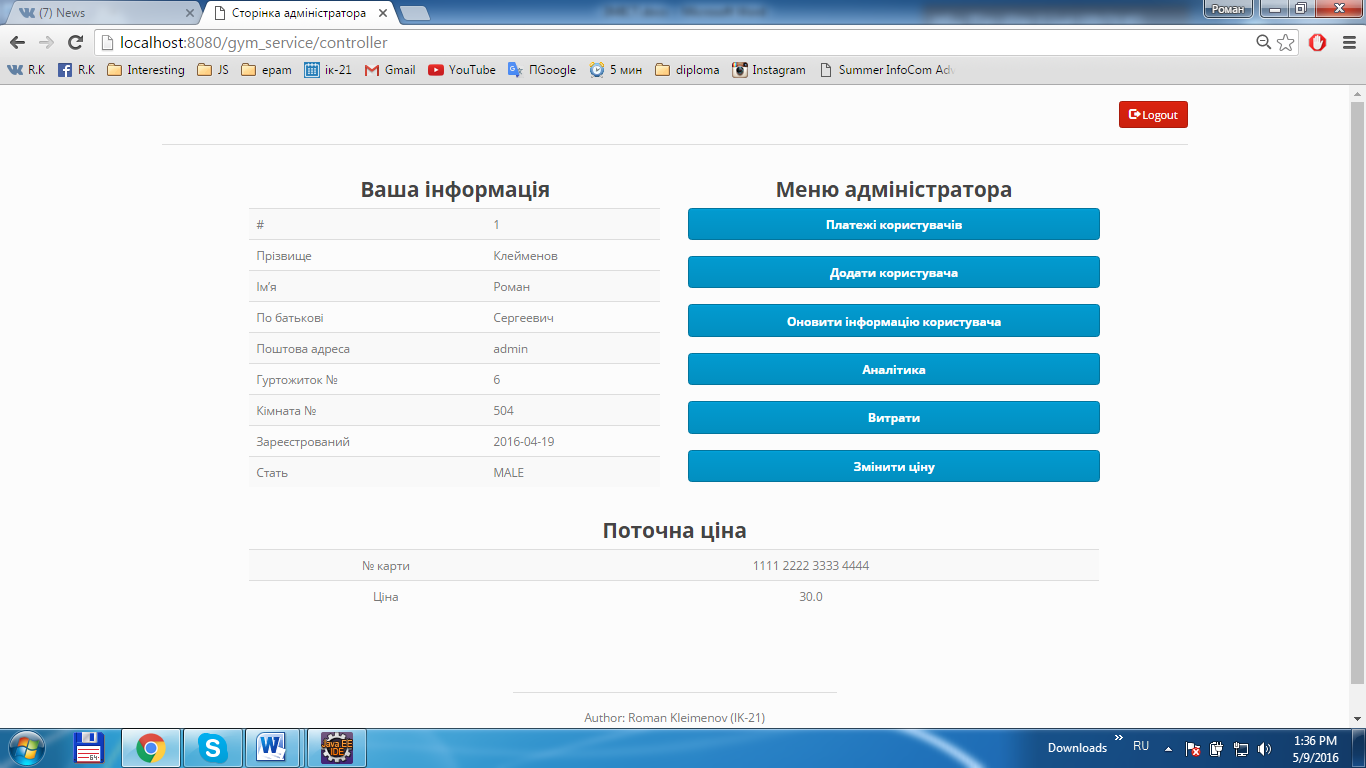 (7) News
Сторінка адміністратора
Роман
localhost:8080/gym_service/controller
R.K
R.K
Interesting
JS
epam
ік-21
Gmail
YouTube
ПGoogle
5 мин
diploma
Instagram
Summer InfoCom
Logout
Ваша інформація
# 1
Прізвище Клейменов
Ім’я Роман
По батькові Сергеевич
Поштова адреса admin
Гуртожиток № 6
Кімната № 504
Зареєстрований 2016-04-19
Стать MALE
Меню адміністратора
Платежі користувачів
Додати користувача
Оновити інформацію користувача
Аналітика
Витрати
Змінити ціну
Поточна ціна
№ карти 1111 2222 3333 4444
Ціна 30.0
Author: Roman Kleimenov (IK-21)
64
Java EE
IDE
Downloads
RU
1:36 PM
5/9/2016